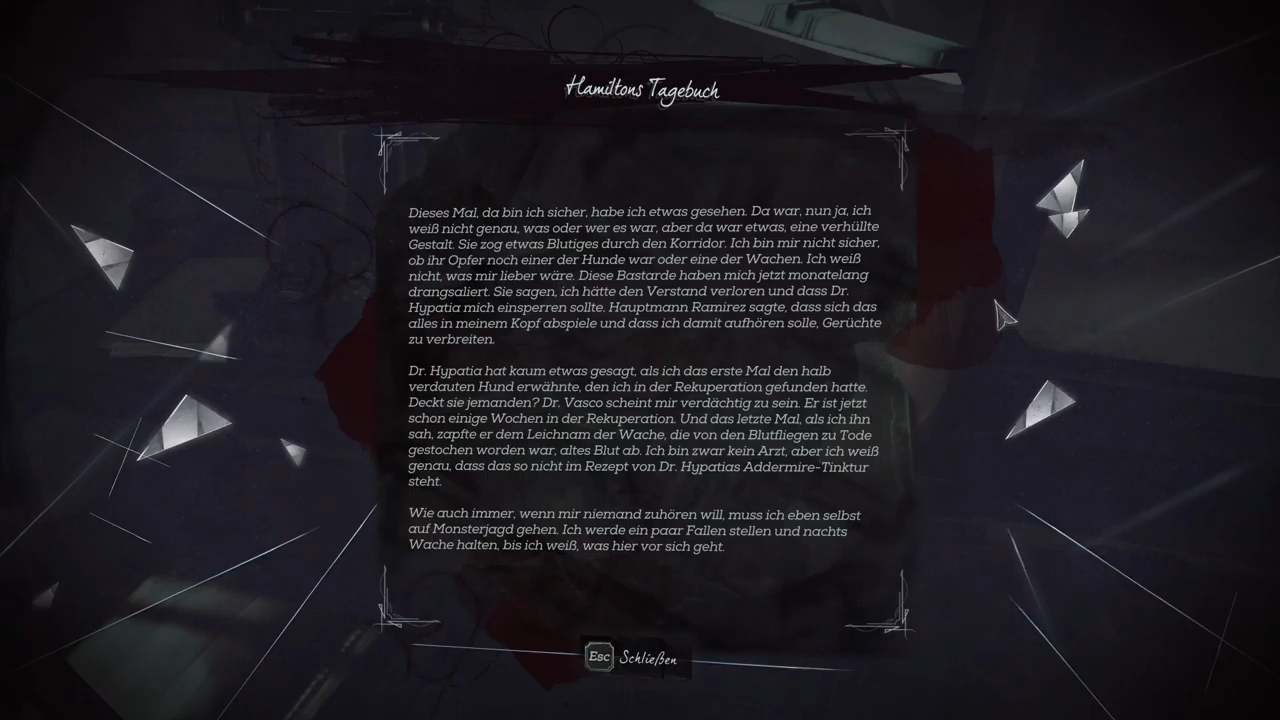 Hamiltons Tagebuch
Dieses Mal, da bin ich sicher, habe ich etwas gesehen. Da war, nun ja, ich
weiß nicht genau, was oder wer es war, aber da war etwas, eine verhüllte
Gestalt. Sie zog etwas Blutiges durch den Korridor. Ich bin mir nicht sicher,
ob ihr Opfer noch einer der Hunde war oder eine der Wachen. Ich weiß
nicht, was mir lieber wäre. Diese Bastarde haben mich jetzt monatelang
drangsaliert. Sie sagen, ich hätte den Verstand verloren und dass Dr.
Hypatia mich einsperren sollte. Hauptmann Ramirez sagte, dass sich das
alles in meinem Kopf abspiele und dass ich damit aufhören solle, Gerüchte
zu verbreiten.
Dr. Hypatia hat kaum etwas gesagt, als ich das erste Mal den halb
verdauten Hund erwähnte, den ich in der Rekuperation gefunden hatte.
Deckt sie jemanden? Dr. Vasco scheint mir verdächtig zu sein. Er ist jetzt
schon einige Wochen in der Rekuperation. Und das letzte Mal, als ich ihn
sah, zapfte er dem Leichnam der Wache, die von den Blutfliegen zu Tode
gestochen worden war, altes Blut ab. Ich bin zwar kein Arzt, aber ich weiß
genau, dass das so nicht im Rezept von Dr. Hypatias Addermire-Tinktur
steht.
Wie auch immer, wenn mir niemand zuhören will, muss ich eben selbst
auf Monsterjagd gehen. Ich werde ein paar Fallen stellen und nachts
Wache halten, bis ich weiß, was hier vor sich geht.
Esc Schließen